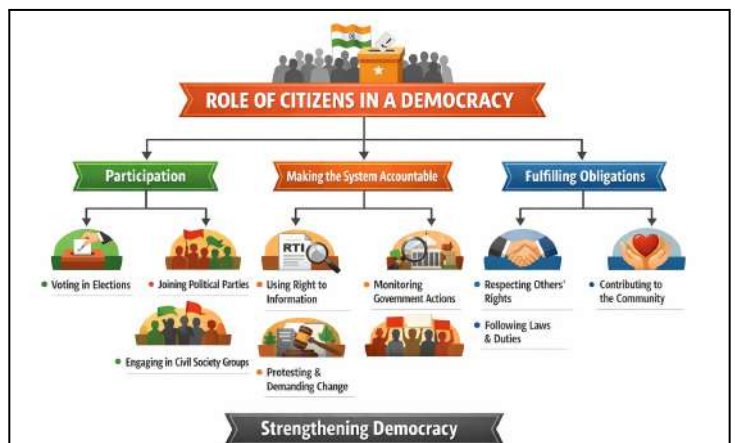 ROLE OF CITIZENS IN A DEMOCRACY
Participation
Making the System Accountable
Fulfilling Obligations
RTI
• Voting in Elections
• Joining Political Parties
• Using Right to
Information
• Monitoring
Government Actions
• Respecting Others'
Rights
• Following Laws
& Duties
• Contributing to
the Community
• Engaging in Civil Society Groups
• Protesting &
Demanding Change
Strengthening Democracy